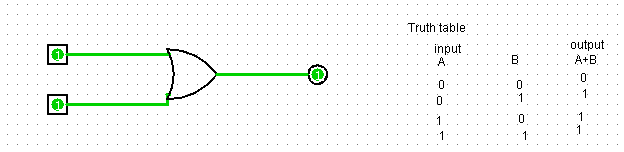 1
1
1
Truth table
input output
A B A+B
0 0 0
0 1 1
1 0 1
1 1 1